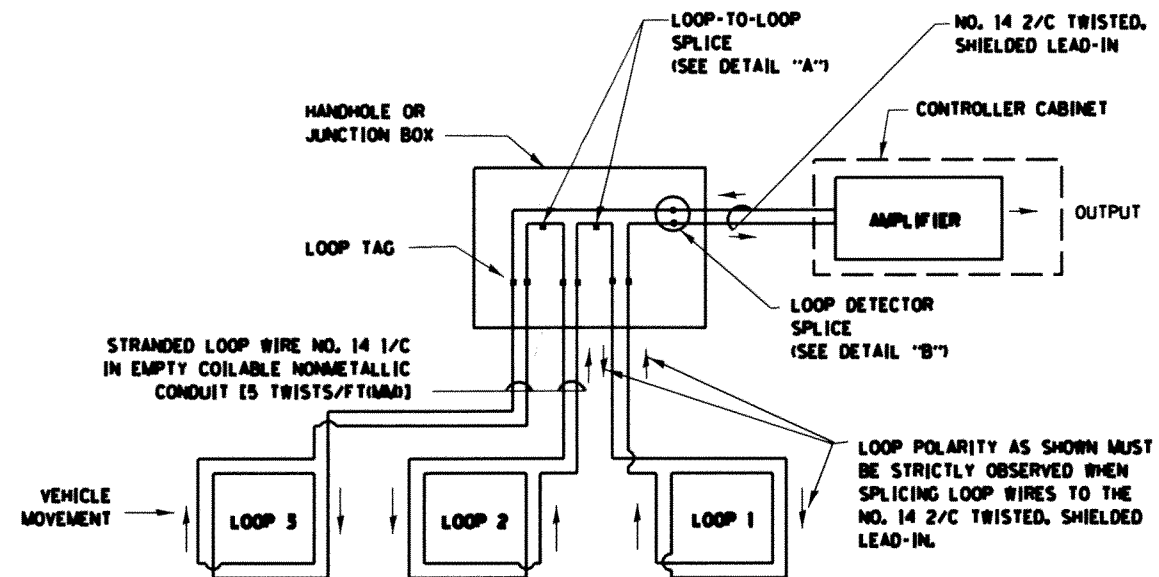 LOOP-TO-LOOP
SPLICE
(SEE DETAIL "A")
NO. 14 2/C TWISTED,
SHIELDED LEAD-IN
HANDHOLE OR
JUNCTION BOX
CONTROLLER CABINET
AMPLIFIER
OUTPUT
LOOP TAG
LOOP DETECTOR
SPLICE
(SEE DETAIL "B")
STRANDED LOOP WIRE NO. 14 1/C
IN EMPTY COILABLE NONMETALLIC
CONDUIT [5 TWISTS/FT(MM)]
LOOP POLARITY AS SHOWN MUST
BE STRICTLY OBSERVED WHEN
SPLICING LOOP WIRES TO THE
NO. 14 2/C TWISTED, SHIELDED
LEAD-IN.
VEHICLE
MOVEMENT
LOOP 3
LOOP 2
LOOP 1